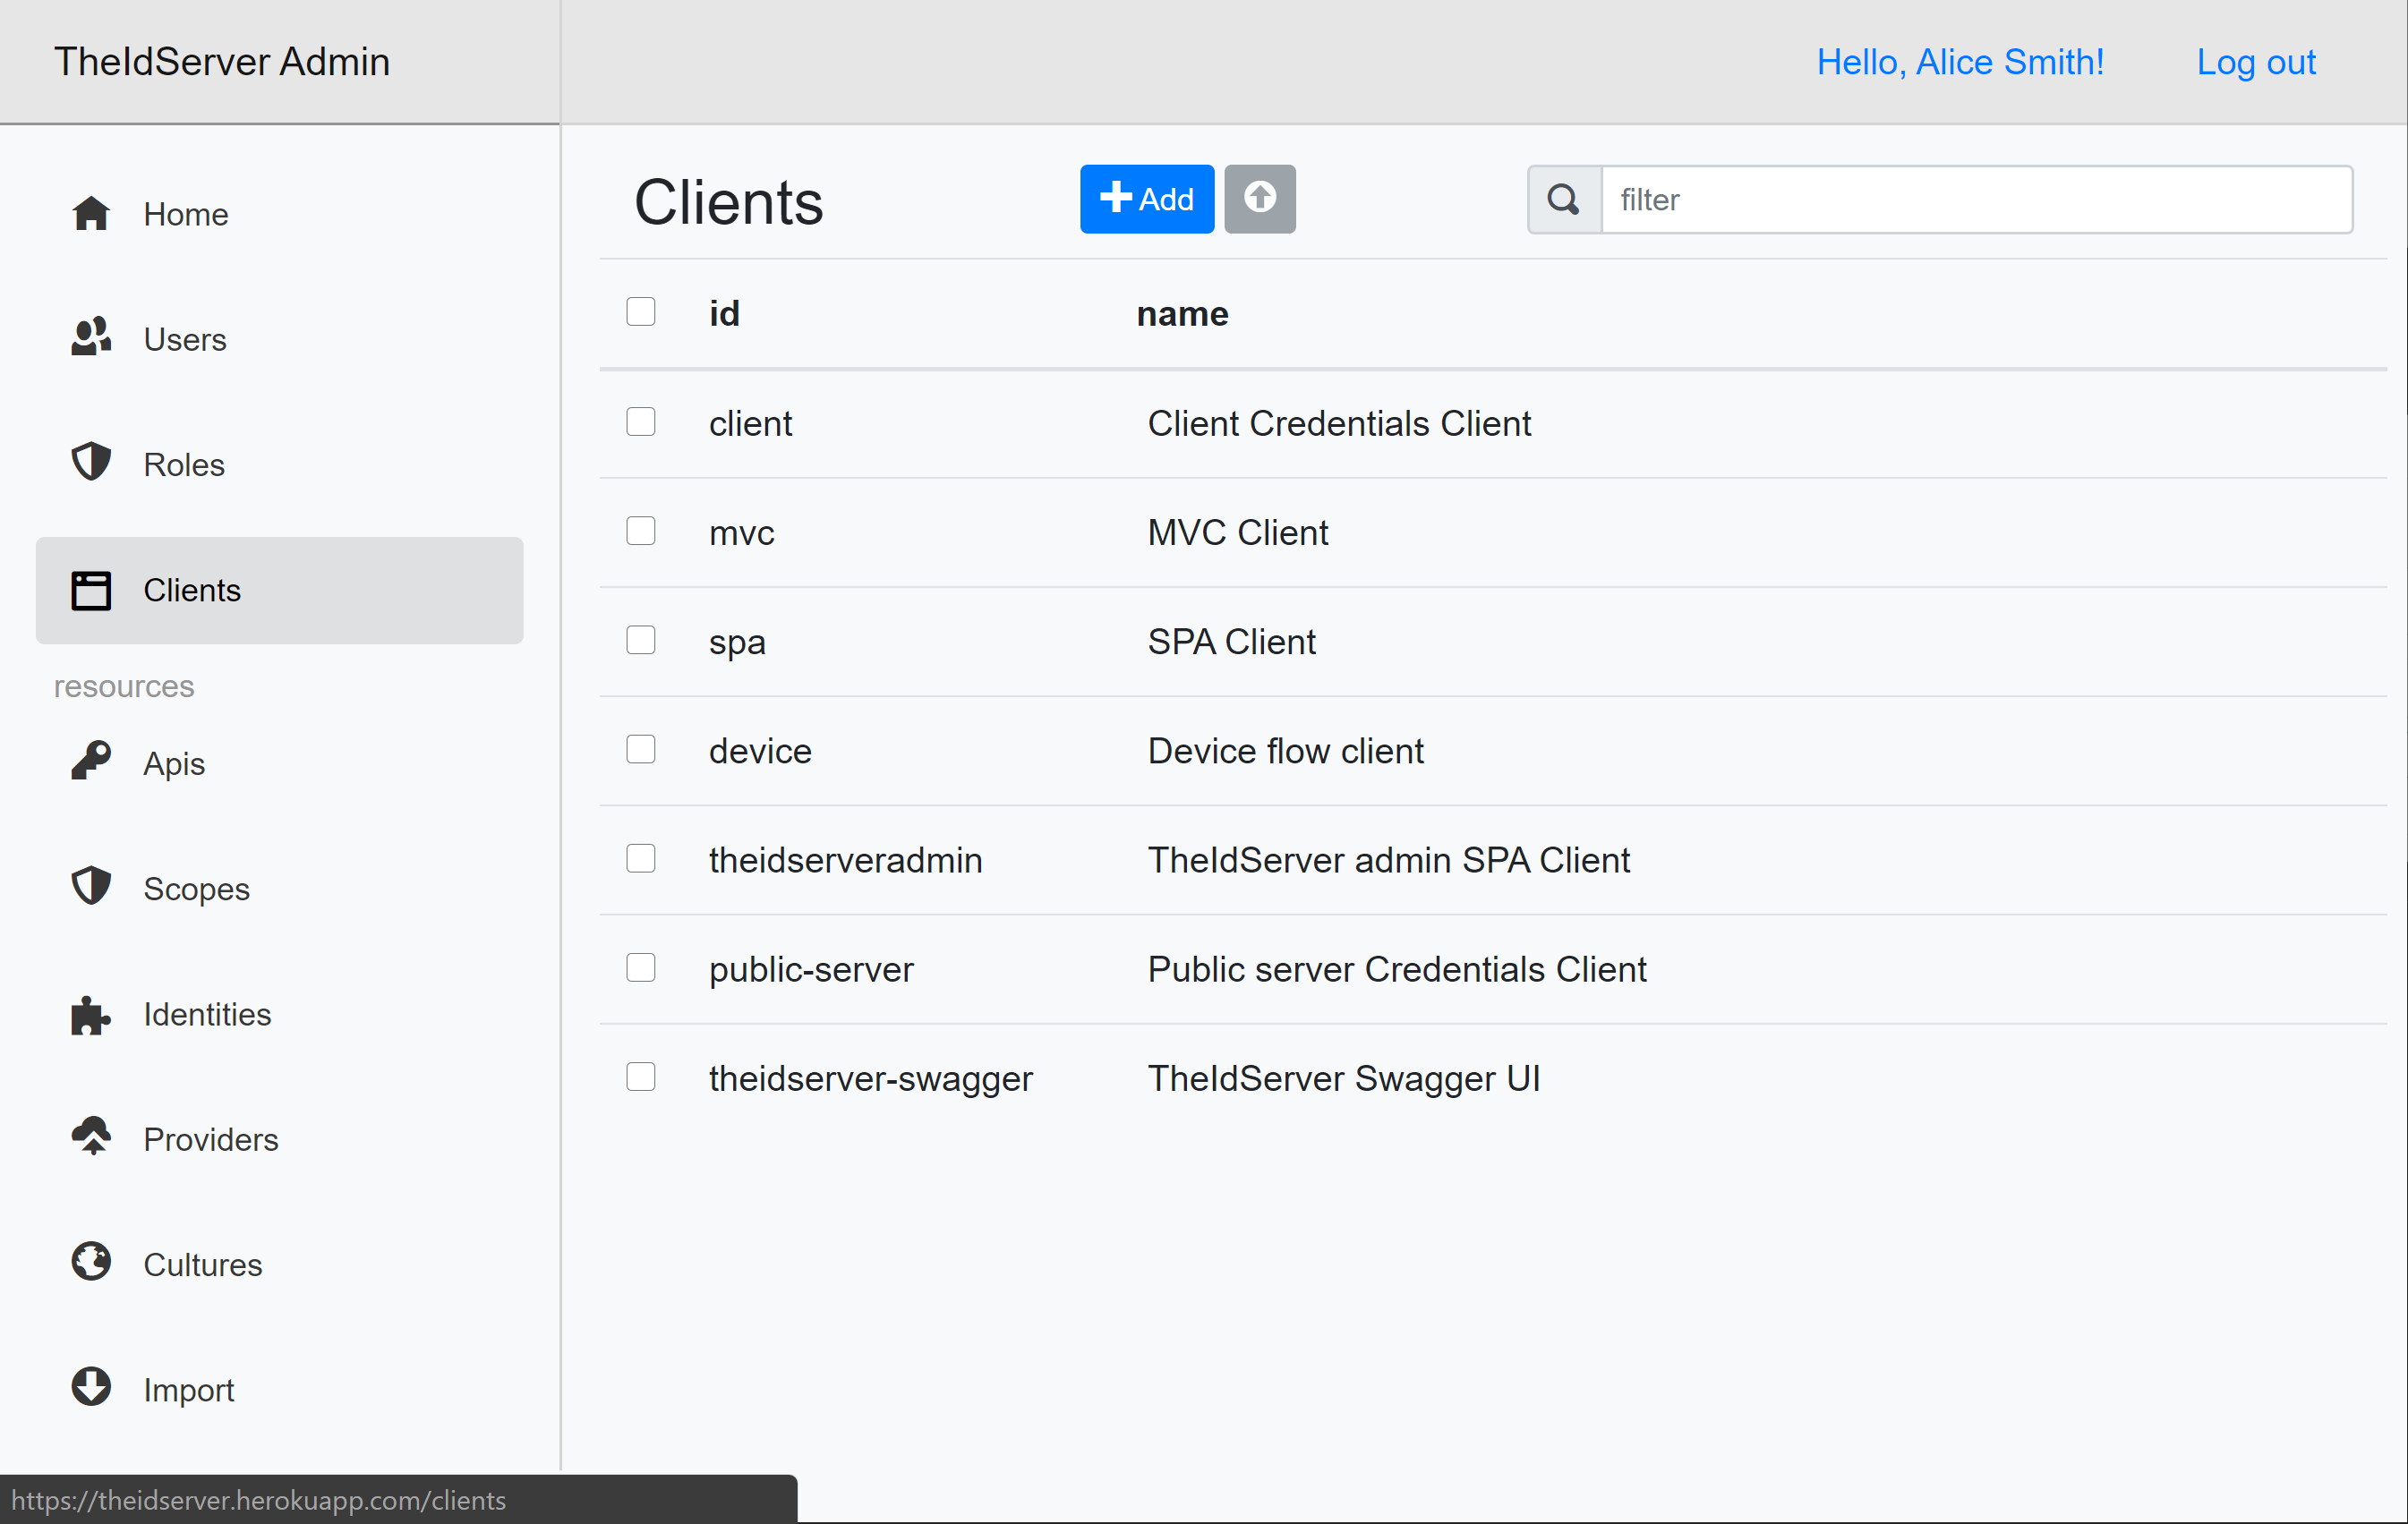 TheIdServer Admin
Hello, Alice Smith!
Log out
Home
Users
Roles
Clients
resources
Apis
Scopes
Identities
Providers
Cultures
Import
Clients
Add
filter
id name
client Client Credentials Client
mvc MVC Client
spa SPA Client
device Device flow client
theidserveradmin TheIdServer admin SPA Client
public-server Public server Credentials Client
theidserver-swagger TheIdServer Swagger UI
https://theidserver.herokuapp.com/clients